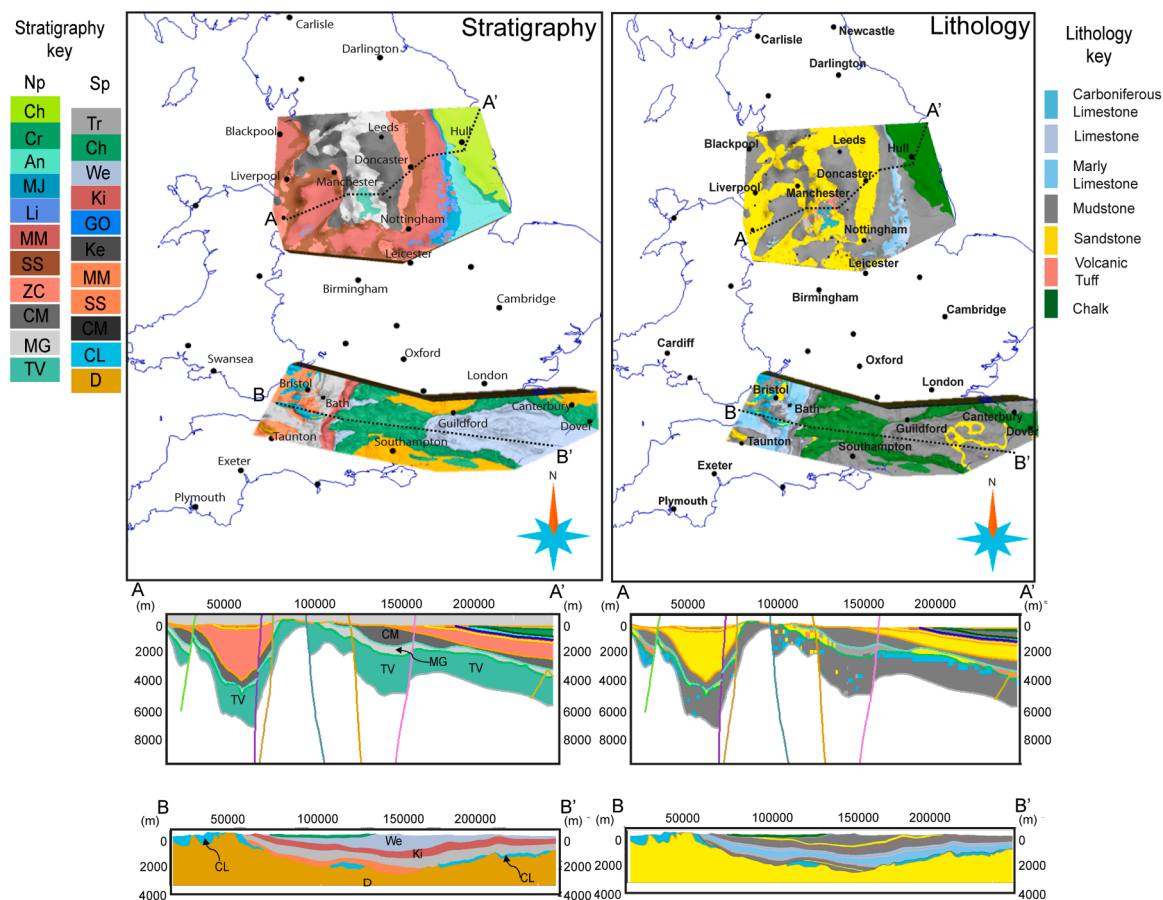 Stratigraphy
key
Np
Sp
Ch
Cr
An
MJ
Li
MM
SS
ZC
CM
MG
TV
Tr
Ch
We
Ki
GO
Ke
MM
SS
CM
CL
D
Stratigraphy
Carlisle
Darlington
A'
Blackpool
Leeds
Hull
Doncaster
Liverpool
Manchester
A
Nottingham
Leicester
Birmingham
Cambridge
Swansea
Oxford
London
Bristol
B
Bath
Canterbury
Guildford
Dover
Taunton
Southampton
B'
Exeter
Plymouth
N
Lithology
Newcastle
Carlisle
Darlington
A'
Blackpool
Leeds
Hull
Doncaster
Liverpool
Manchester
A
Nottingham
Leicester
Birmingham
Cambridge
Cardiff
Oxford
London
Bristol
B
Bath
Canterbury
Guildford
Dover
Taunton
Southampton
B'
Exeter
Plymouth
N
Lithology
key
Carboniferous
Limestone
Limestone
Marly
Limestone
Mudstone
Sandstone
Volcanic
Tuff
Chalk
A
A'
(m)
50000
100000
150000
200000
(m)
0
2000
4000
6000
8000
0
2000
4000
6000
8000
CM
MG
TV
TV
TV
A
A'
(m)
50000
100000
150000
200000
(m)
0
2000
4000
6000
8000
0
2000
4000
6000
8000
B
B'
(m)
50000
100000
150000
200000
(m)
0
2000
4000
0
2000
4000
We
Ki
CL
CL
D
B
B'
(m)
50000
100000
150000
200000
(m)
0
2000
4000
0
2000
4000